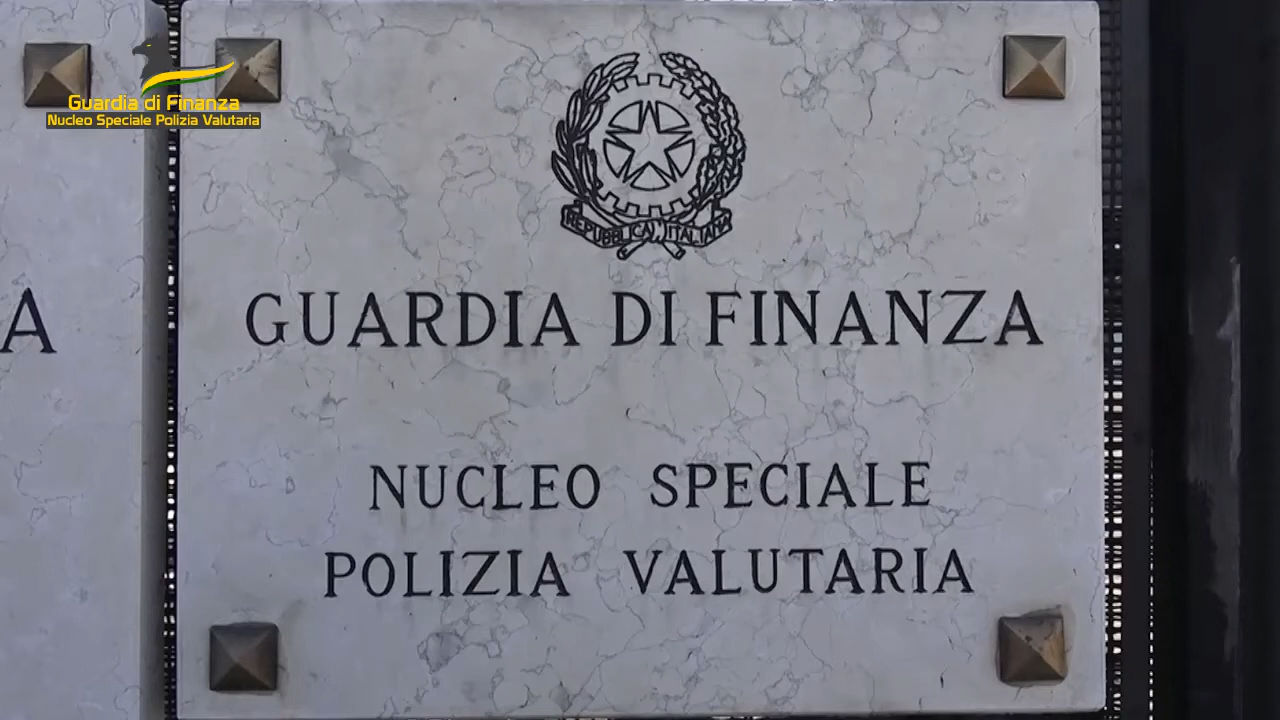 Guardia di Finanza
Nucleo Speciale Polizia Valutaria
REPUBBLICA ITALIANA
A
GUARDIA DI FINANZA
NUCLEO SPECIALE
POLIZIA VALUTARIA